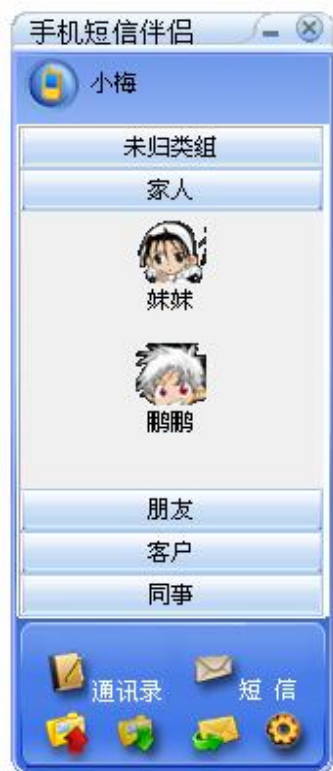 手机短信伴侣
小梅
未归类组
家人
妹妹
鹏鹏
朋友
客户
同事
通讯录 短 信